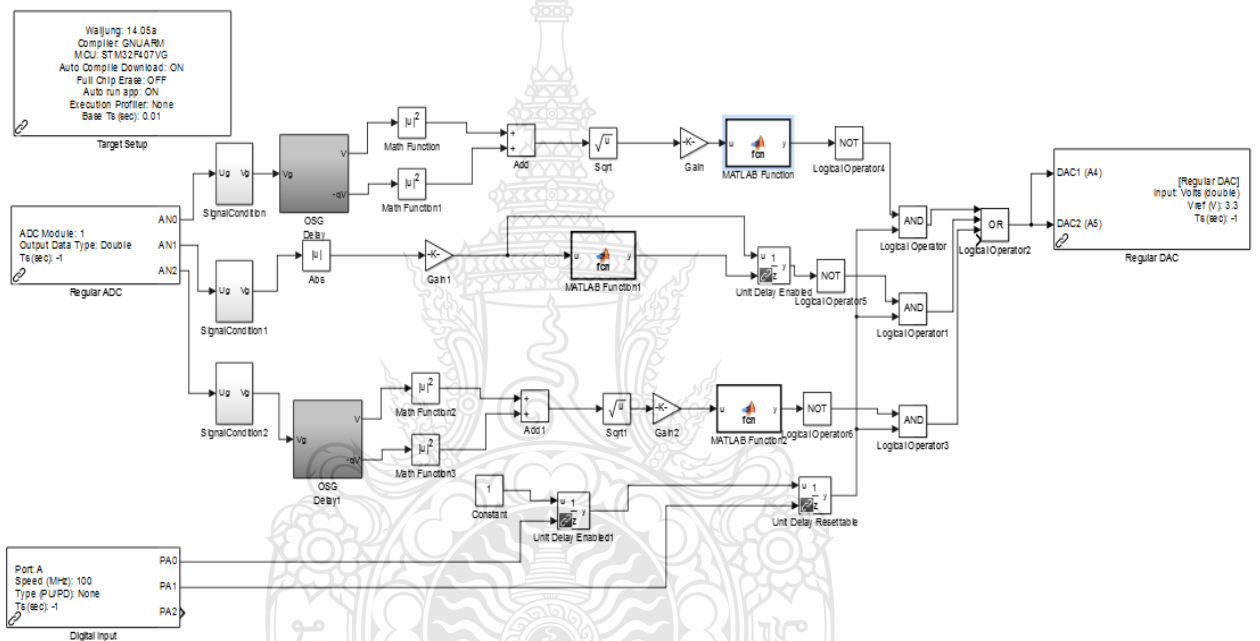 Waijung: 14.05a
Compiler: GNUARM
MCU: STM32F407VG
Auto Compile Download: ON
Full Chip Erase: OFF
Auto run app: ON
Execution Profiler: None
Base Ts (sec): 0.01
Target Setup
ADC Module: 1
Output Data Type: Double
Ts(sec): -1
AN0
AN1
AN2
Regular ADC
Ug Vg
SignalCondition
Ug Vg
SignalCondition1
Ug Vg
SignalCondition2
Vg
V
-qV
OSG
Delay
|u|²
Math Function
|u|²
Math Function1
+
+
Add
√u
Sqrt
-K-
Gain
u
fcn
y
MATLAB Function
NOT
Logical Operator4
|u|
Abs
-K-
Gain1
u
fcn
y
MATLAB Function1
u 1
z
y
Unit Delay Enabled
NOT
Logical Operator5
Vg
V
-qV
OSG
Delay1
|u|²
Math Function2
|u|²
Math Function3
+
+
Add1
√u
Sqrt1
-K-
Gain2
u
fcn
y
MATLAB Function2
NOT
Logical Operator6
AND
Logical Operator
AND
Logical Operator1
AND
Logical Operator3
OR
Logical Operator2
DAC1 (A4)
DAC2 (A5)
[Regular DAC]
Input: Volts (double)
Vref (V): 3.3
Ts(sec): -1
Regular DAC
1
Constant
u 1
z
y
Unit Delay Enabled1
u 1
z
y
Unit Delay Resettable
Port: A
Speed (MHz): 100
Type (PU/PD): None
Ts(sec): -1
PA0
PA1
PA2
Digital Input